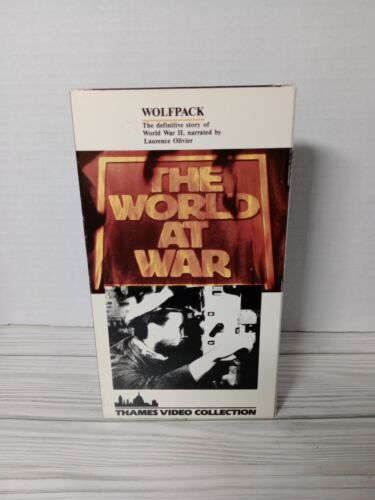 WOLFPACK
The definitive story of
World War II, narrated by
Laurence Olivier
THE
WORLD
AT
WAR
THAMES VIDEO COLLECTION